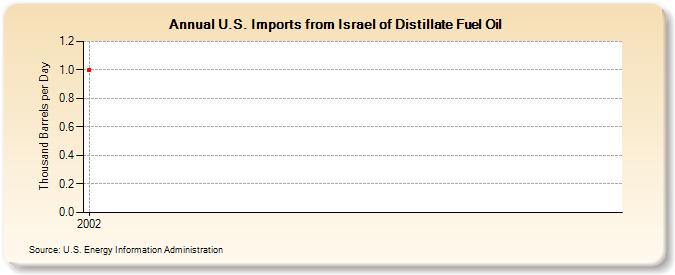 Annual U.S. Imports from Israel of Distillate Fuel Oil
Thousand Barrels per Day
1.2
1.0
0.8
0.6
0.4
0.2
0.0
2002
Source: U.S. Energy Information Administration